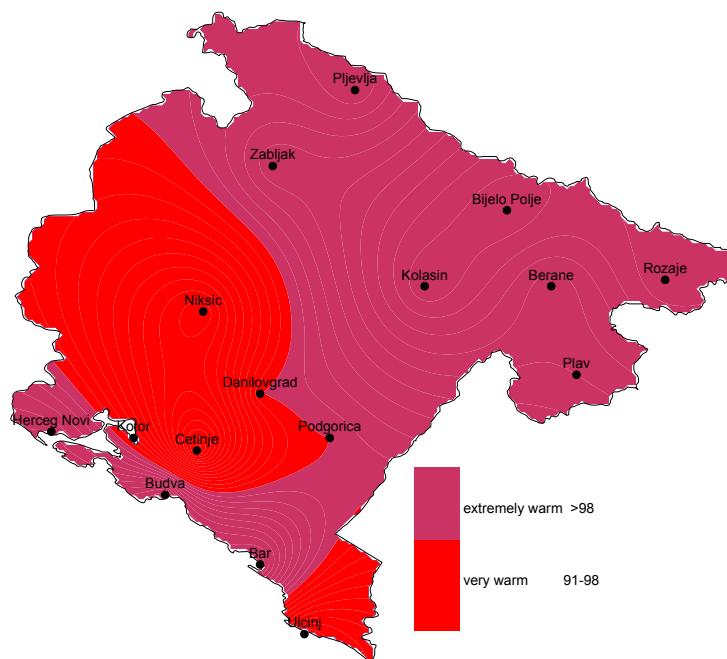 Pljevlja
Zabljak
Bijelo Polje
Kolasin
Berane
Rozaje
Niksic
Plav
Danilovgrad
Herceg Novi
Kotor
Podgorica
Cetinje
Budva
extremely warm >98
Bar
very warm 91-98
Ulcinj